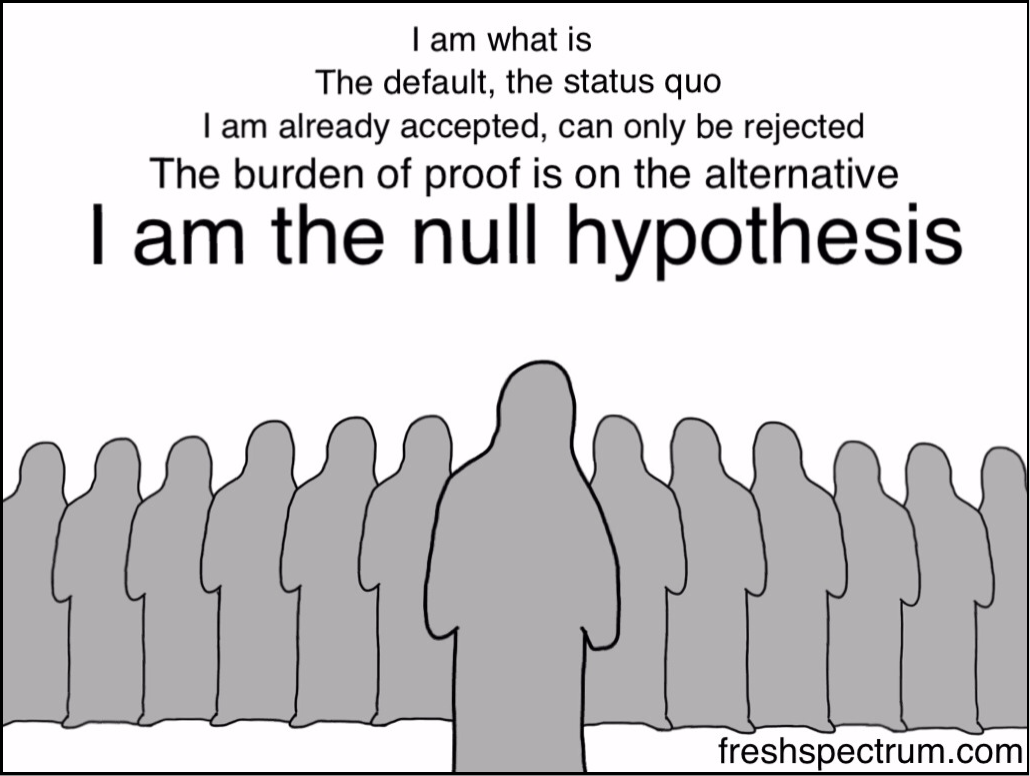 I am what is
The default, the status quo
I am already accepted, can only be rejected
The burden of proof is on the alternative
I am the null hypothesis
freshspectrum.com